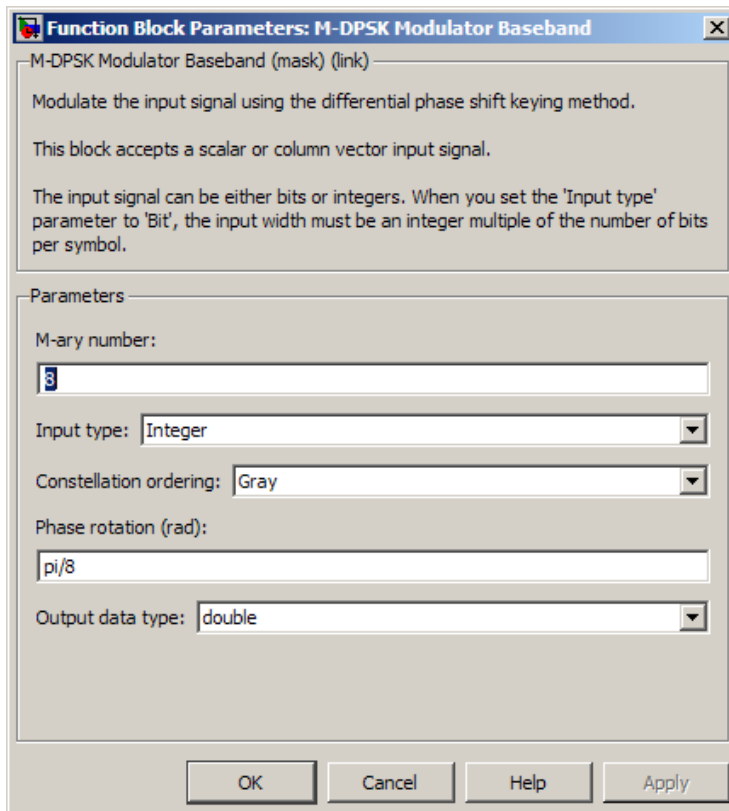 Function Block Parameters: M-DPSK Modulator Baseband
M-DPSK Modulator Baseband (mask) (link)
Modulate the input signal using the differential phase shift keying method.
This block accepts a scalar or column vector input signal.
The input signal can be either bits or integers. When you set the 'Input type'
parameter to 'Bit', the input width must be an integer multiple of the number of bits
per symbol.
Parameters
M-ary number:
8
Input type: Integer
Constellation ordering: Gray
Phase rotation (rad):
pi/8
Output data type: double
OK Cancel Help Apply